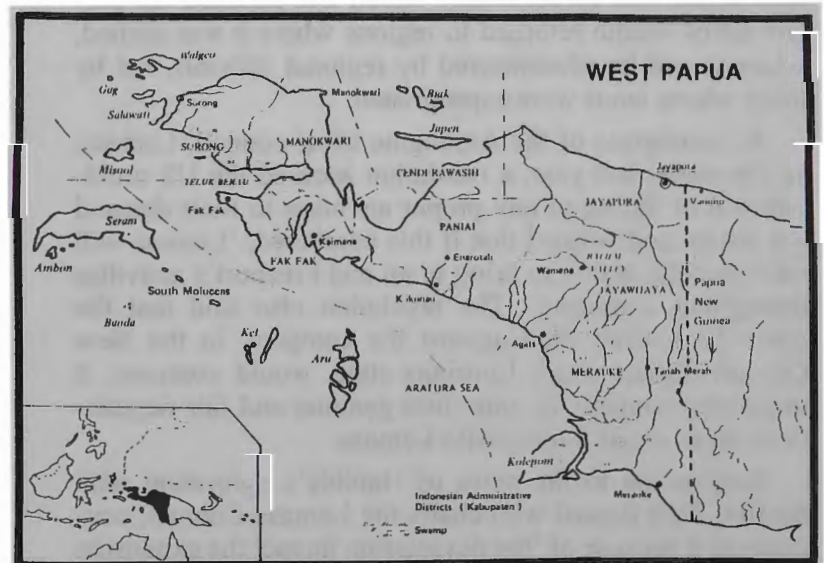 WEST PAPUA
Waigeo
Gag
Salawati
Sorong
Manokwari
Biak
Japen
SORONG
MANOKWARI
Misool
TELUK BERAU
Fak Fak
CENDRAWASIH
Jayapura
Vanimo
JAYAPURA
PANIAI
Seram
Ambon
FAK FAK
Kaimana
Enarotali
Wamena
JAYAWIJAYA
Papua
New
Guinea
South Moluccas
Banda
Kokonau
Kei
Aru
Agats
MERAUKE
Tanah Merah
ARAFURA SEA
Kolepom
Merauke
Indonesian Administrative
Districts (Kabupaten)
Swamp